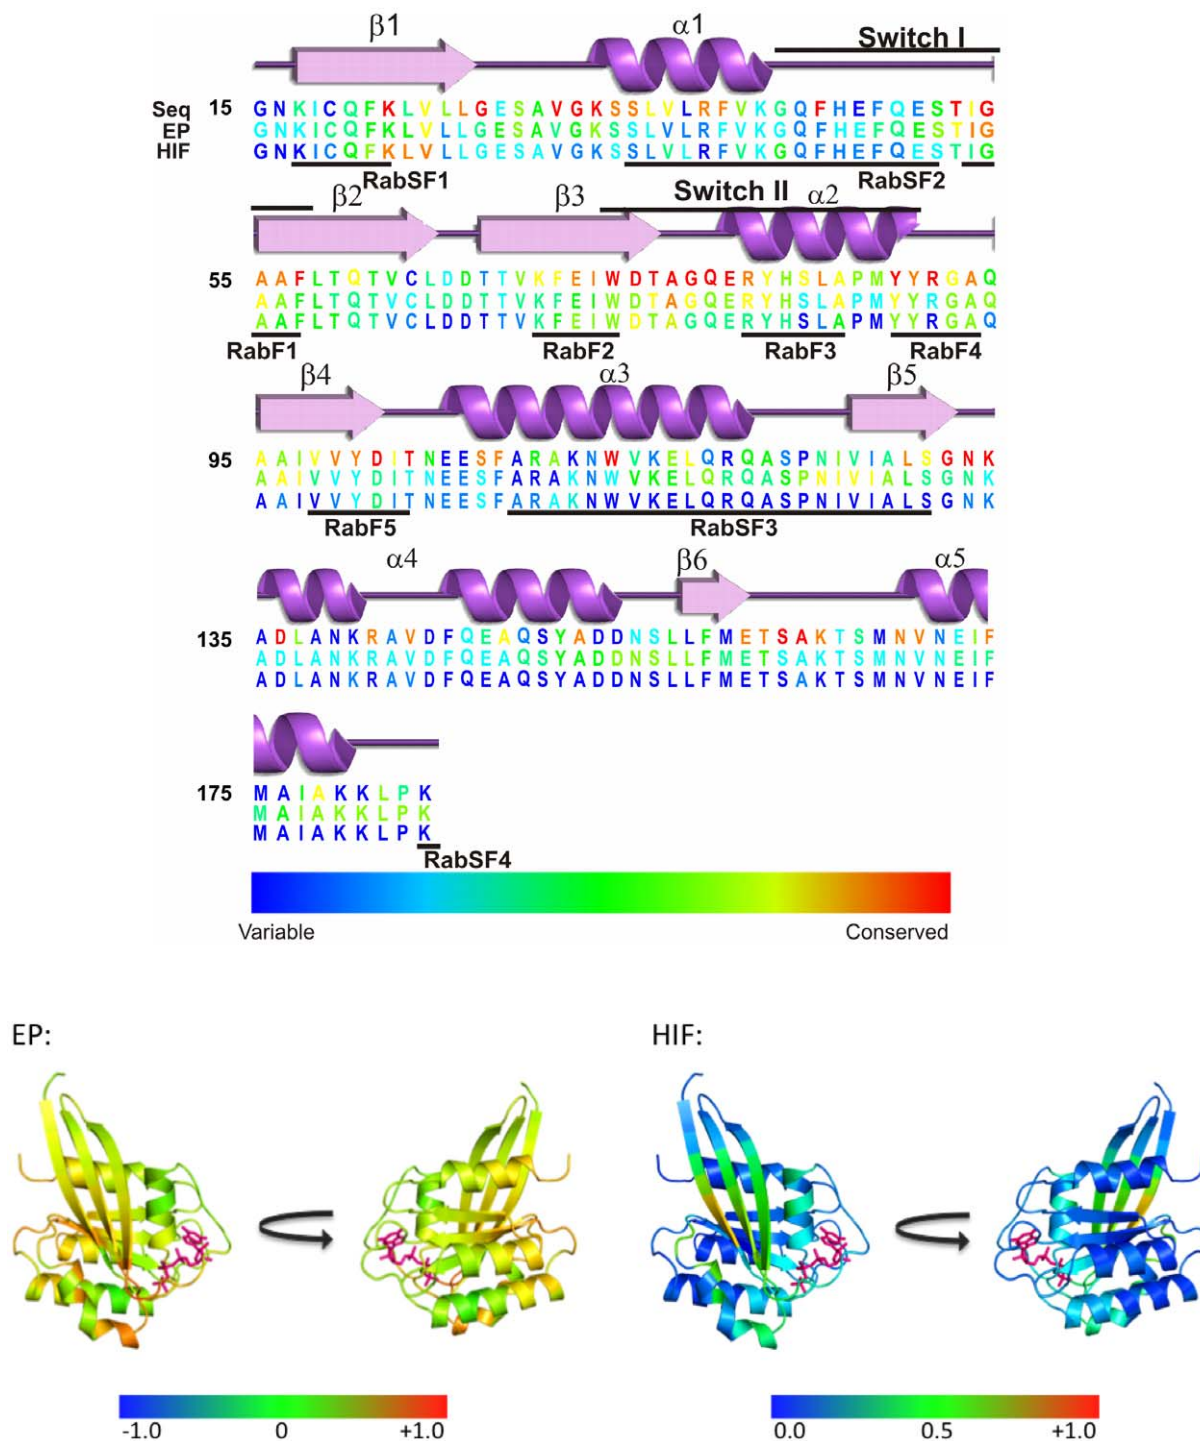 β1 α1 Switch I
Seq 15 GNKICQFKLVLLGESAVGKSSLVLRFVKGQFHEFQESTIG
EP GNKICQFKLVLLGESAVGKSSLVLRFVKGQFHEFQESTIG
HIF GNKICQFKLVLLGESAVGKSSLVLRFVKGQFHEFQESTIG
RabSF1 RabSF2
β2 β3 Switch II α2
55 AAFLTQTVCLDDTTVKFEIWDTAGQERYHSLAPMYYRGAQ
AAFLTQTVCLDDTTVKFEIWDTAGQERYHSLAPMYYRGAQ
AAFLTQTVCLDDTTVKFEIWDTAGQERYHSLAPMYYRGAQ
RabF1 RabF2 RabF3 RabF4
β4 α3 β5
95 AAIVVYDITNEESFARAKNWVKELQRQASPNIVIALSGNK
AAIVVYDITNEESFARAKNWVKELQRQASPNIVIALSGNK
AAIVVYDITNEESFARAKNWVKELQRQASPNIVIALSGNK
RabF5 RabSF3
α4 β6 α5
135 ADLANKRAVDFQEAQSYADDNSLLFMETSAKTSMNVNEIF
ADLANKRAVDFQEAQSYADDNSLLFMETSAKTSMNVNEIF
ADLANKRAVDFQEAQSYADDNSLLFMETSAKTSMNVNEIF
175 MAIAKKLPK
MAIAKKLPK
MAIAKKLPK
RabSF4
Variable Conserved
EP: HIF:
-1.0 0 +1.0 0.0 0.5 +1.0